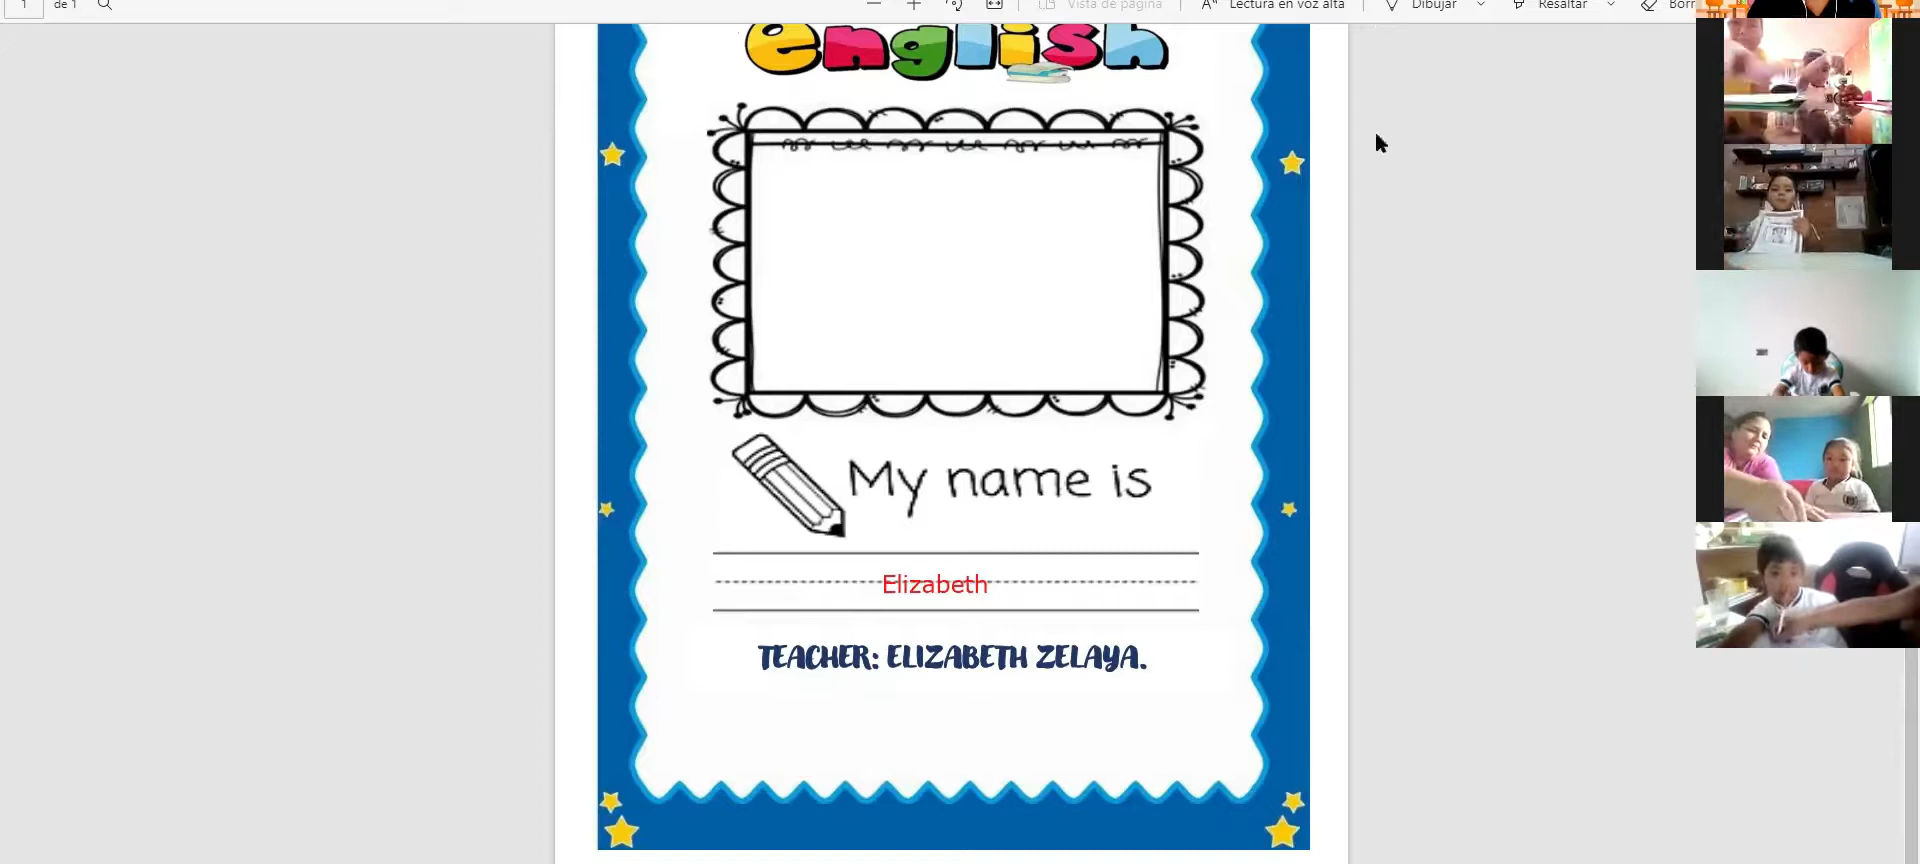 1 de 1 Vista de página Lectura en voz alta Dibujar Resaltar Borr
english
My name is
Elizabeth
TEACHER: ELIZABETH ZELAYA.